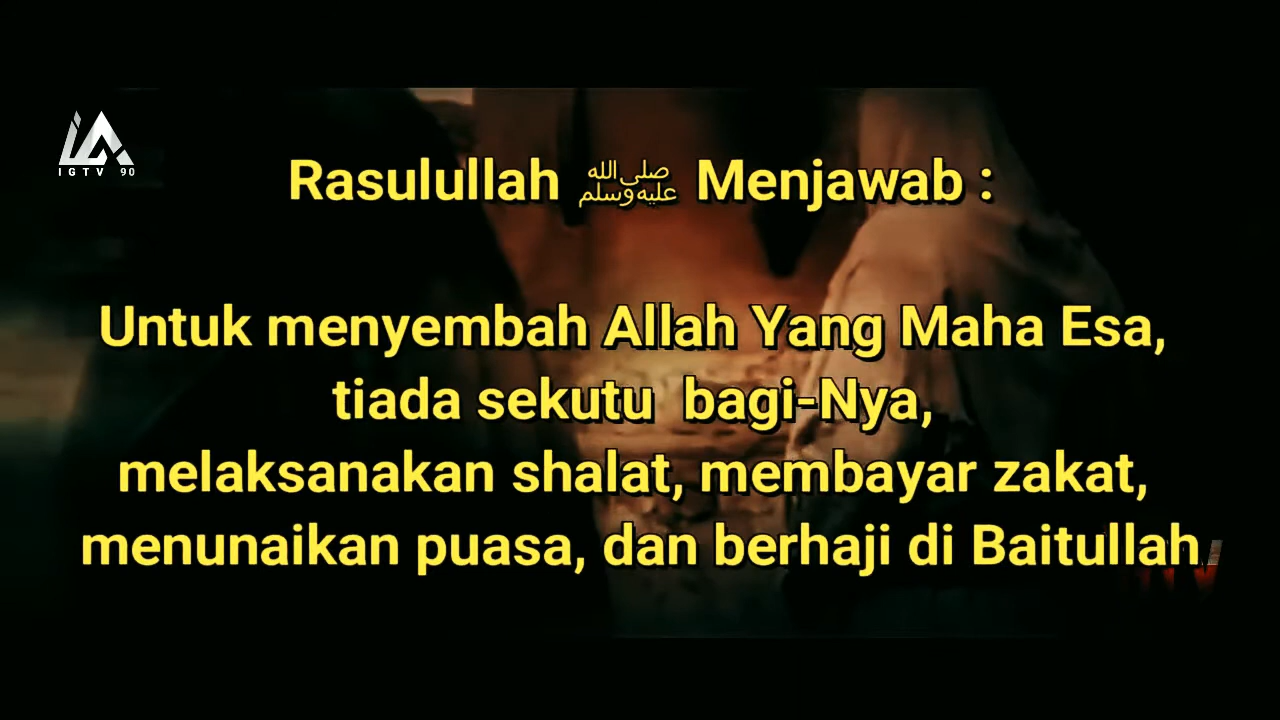 IA
IGTV 90
Rasulullah ﷺ Menjawab :
Untuk menyembah Allah Yang Maha Esa,
tiada sekutu bagi-Nya,
melaksanakan shalat, membayar zakat,
menunaikan puasa, dan berhaji di Baitullah